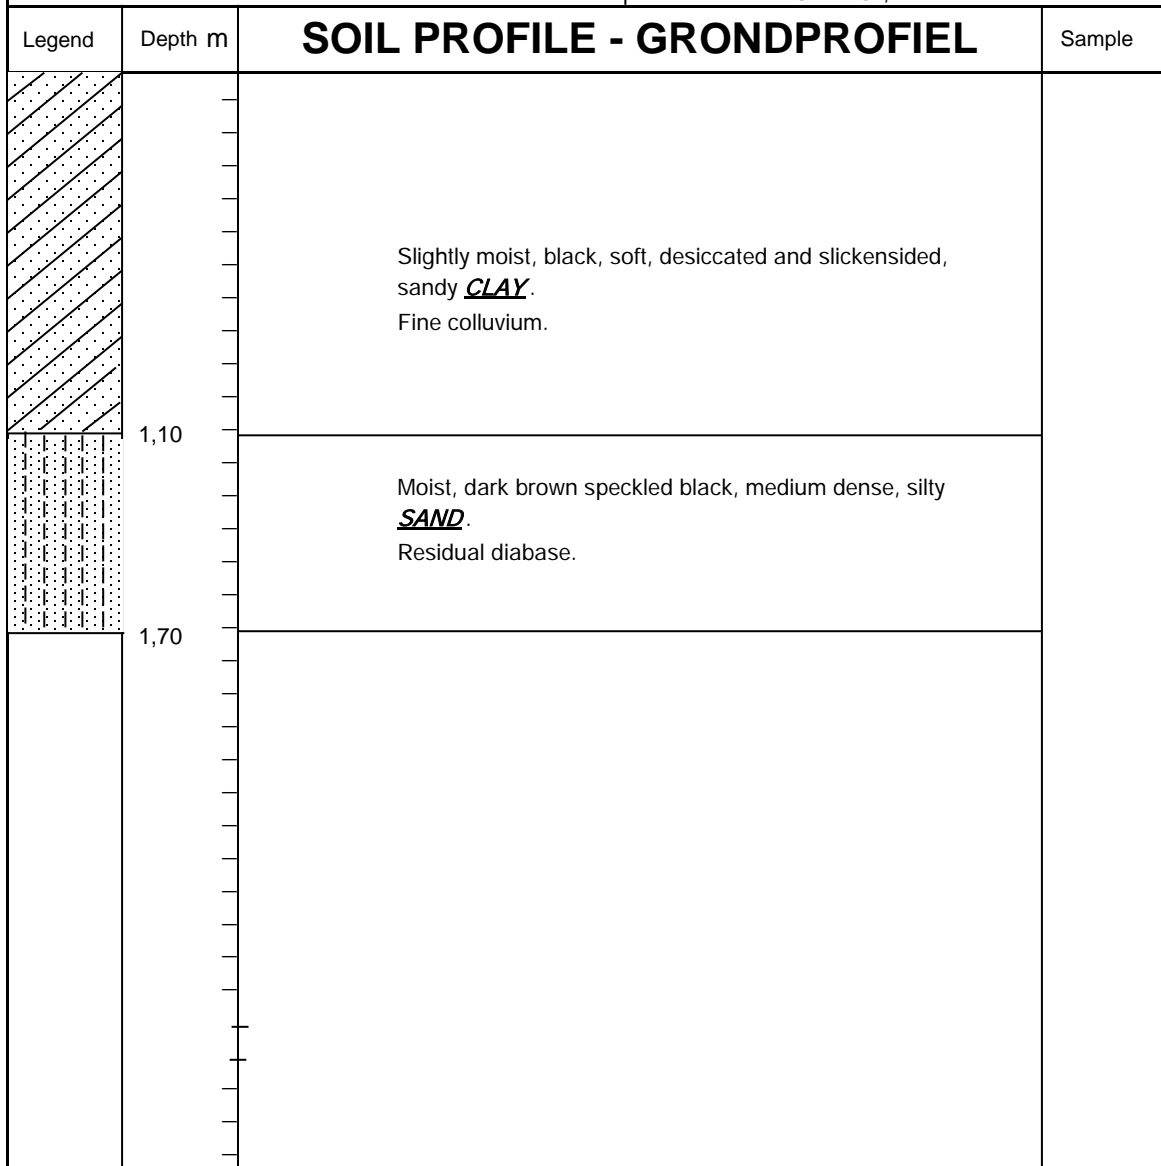 Legend Depth m SOIL PROFILE - GRONDPROFIEL Sample
Slightly moist, black, soft, desiccated and slickensided,
sandy CLAY.
Fine colluvium.
1,10
Moist, dark brown speckled black, medium dense, silty
SAND.
Residual diabase.
1,70